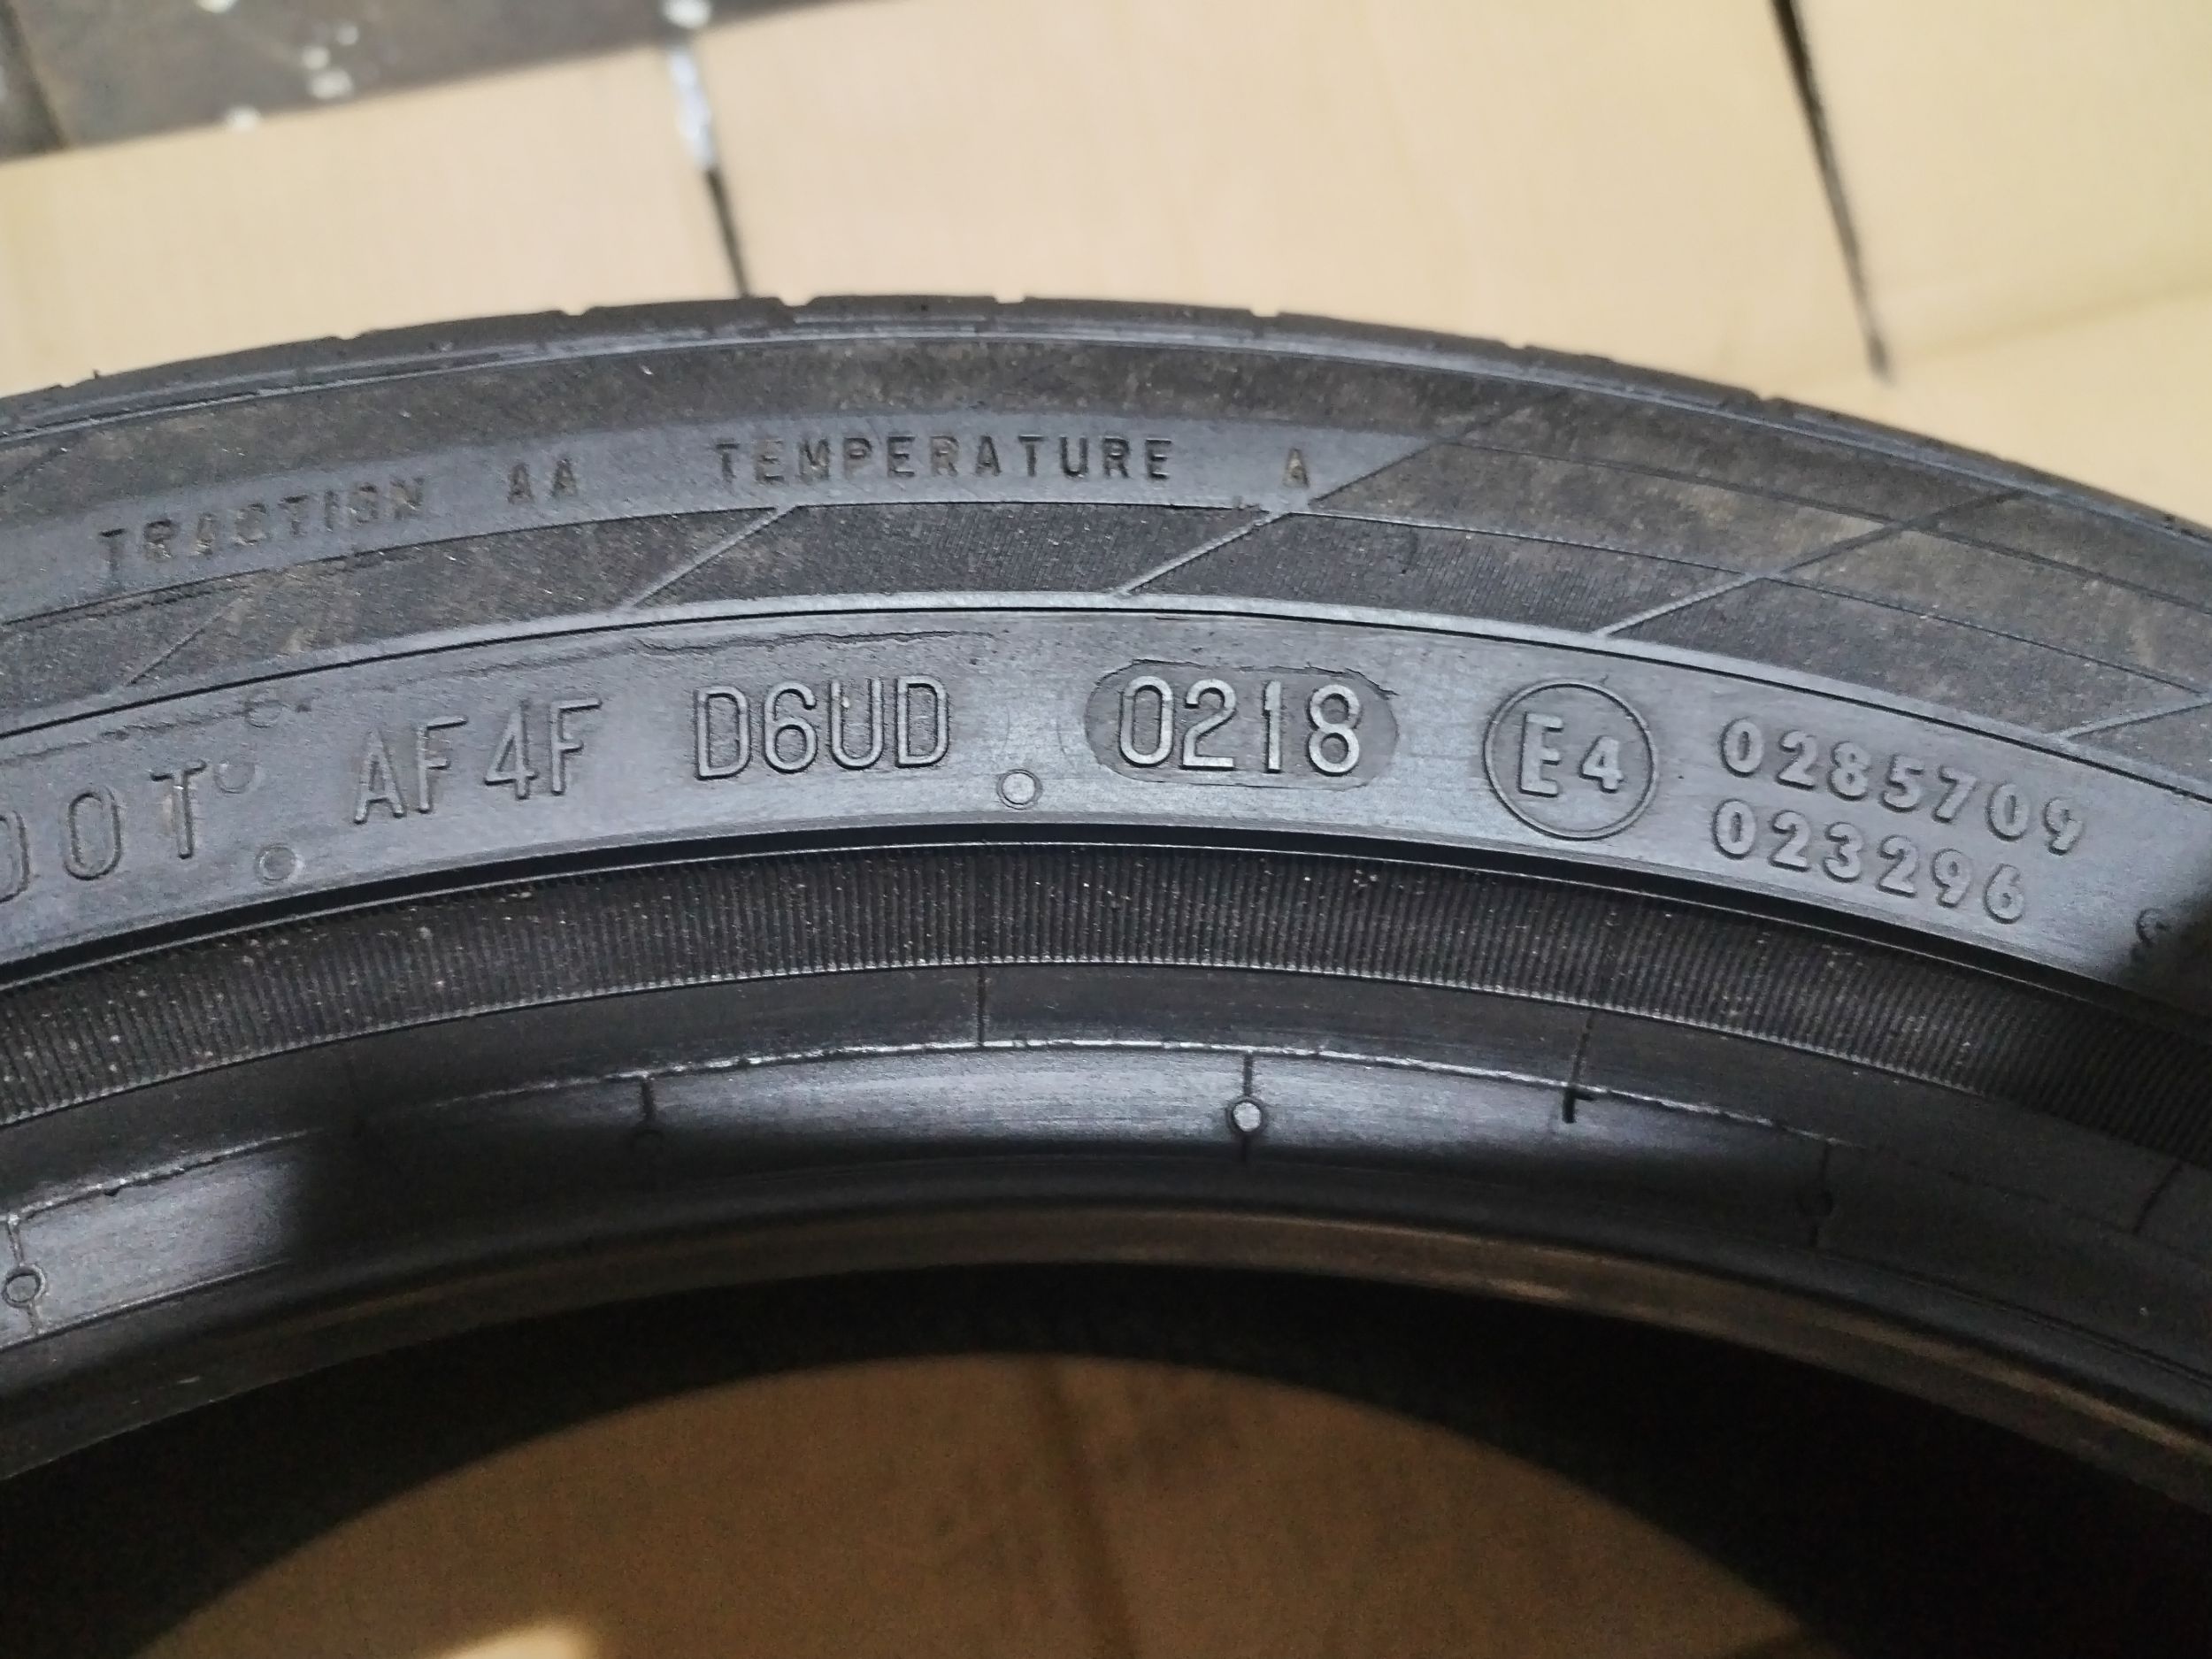 TRACTION AA TEMPERATURE A
DOT AF4F D6UD 0218 E4 0285709
023296